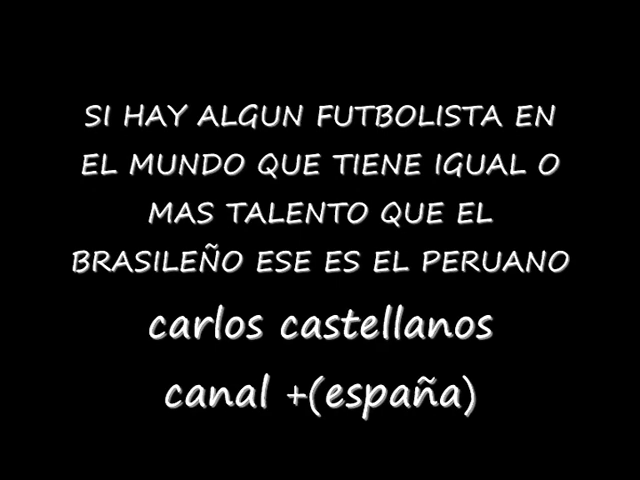 SI HAY ALGUN FUTBOLISTA EN
EL MUNDO QUE TIENE IGUAL O
MAS TALENTO QUE EL
BRASILEÑO ESE ES EL PERUANO
carlos castellanos
canal +(españa)